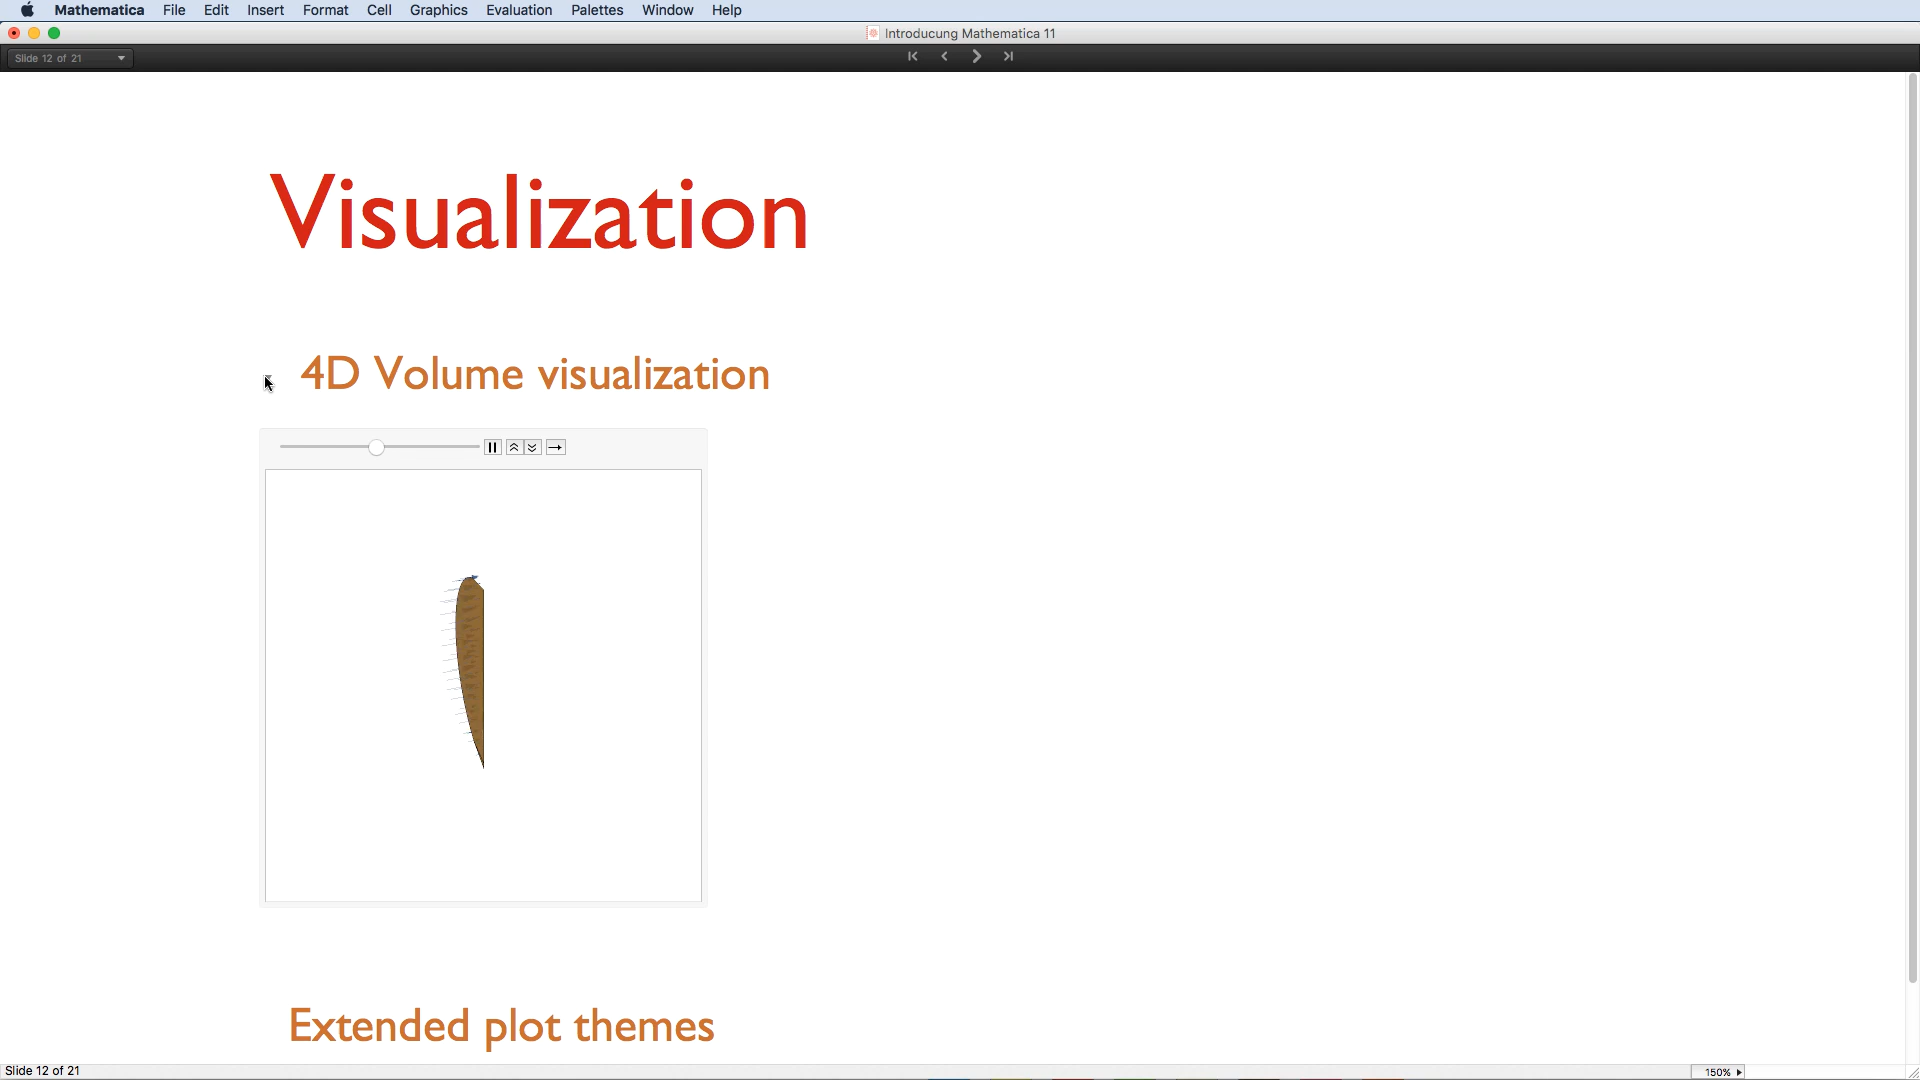 Mathematica File Edit Insert Format Cell Graphics Evaluation Palettes Window Help
Introducung Mathematica 11
Slide 12 of 21
Visualization
4D Volume visualization
Extended plot themes
Slide 12 of 21
150%